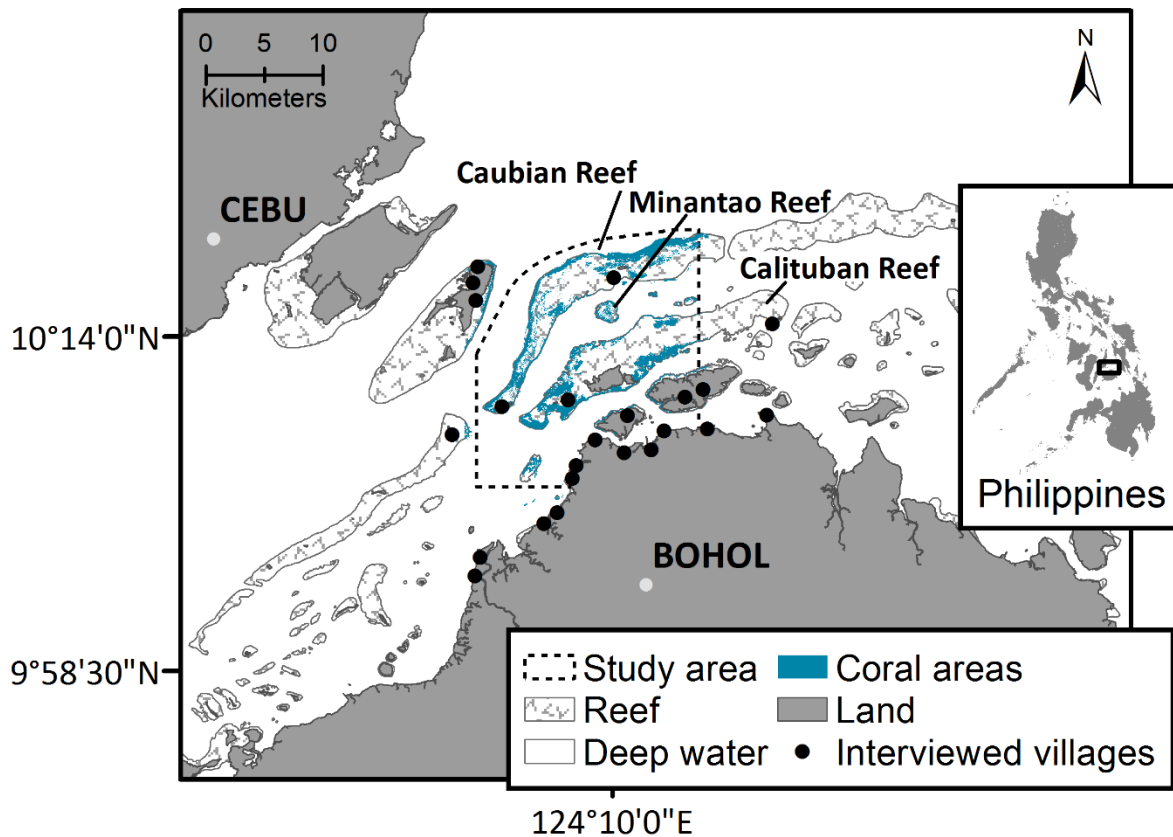 0 5 10
Kilometers
N
Caubian Reef
Minantao Reef
CEBU
Calituban Reef
10°14'0"N
Philippines
BOHOL
9°58'30"N
Study area
Coral areas
Reef
Land
Deep water
Interviewed villages
124°10'0"E